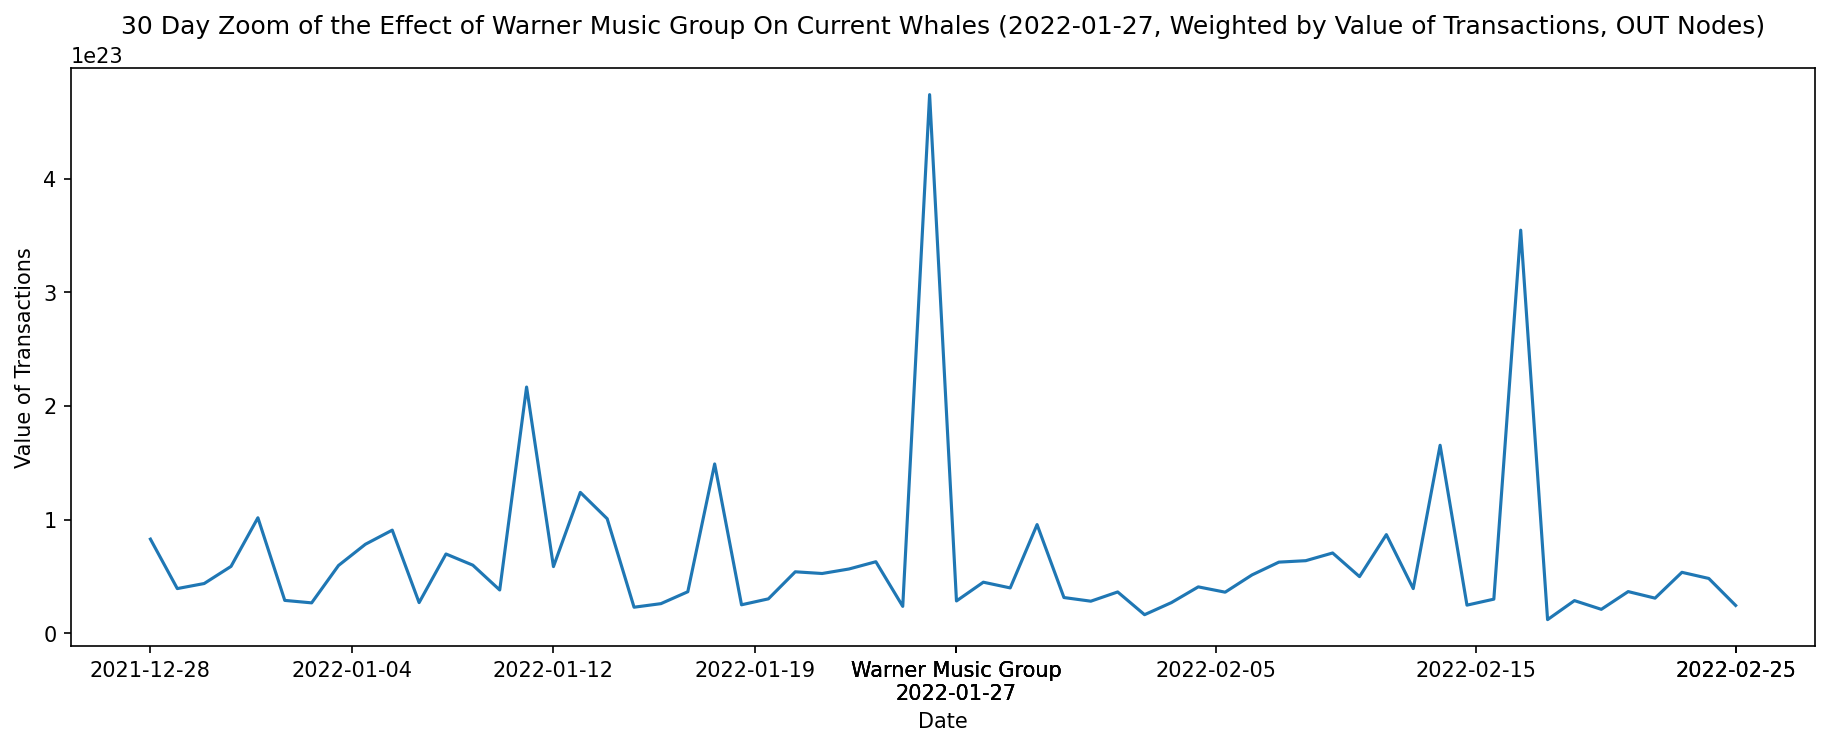 30 Day Zoom of the Effect of Warner Music Group On Current Whales (2022-01-27, Weighted by Value of Transactions, OUT Nodes)
1e23
4
3
2
1
0
Value of Transactions
2021-12-28 2022-01-04 2022-01-12 2022-01-19 Warner Music Group 2022-02-05 2022-02-15 2022-02-25
2022-01-27
Date